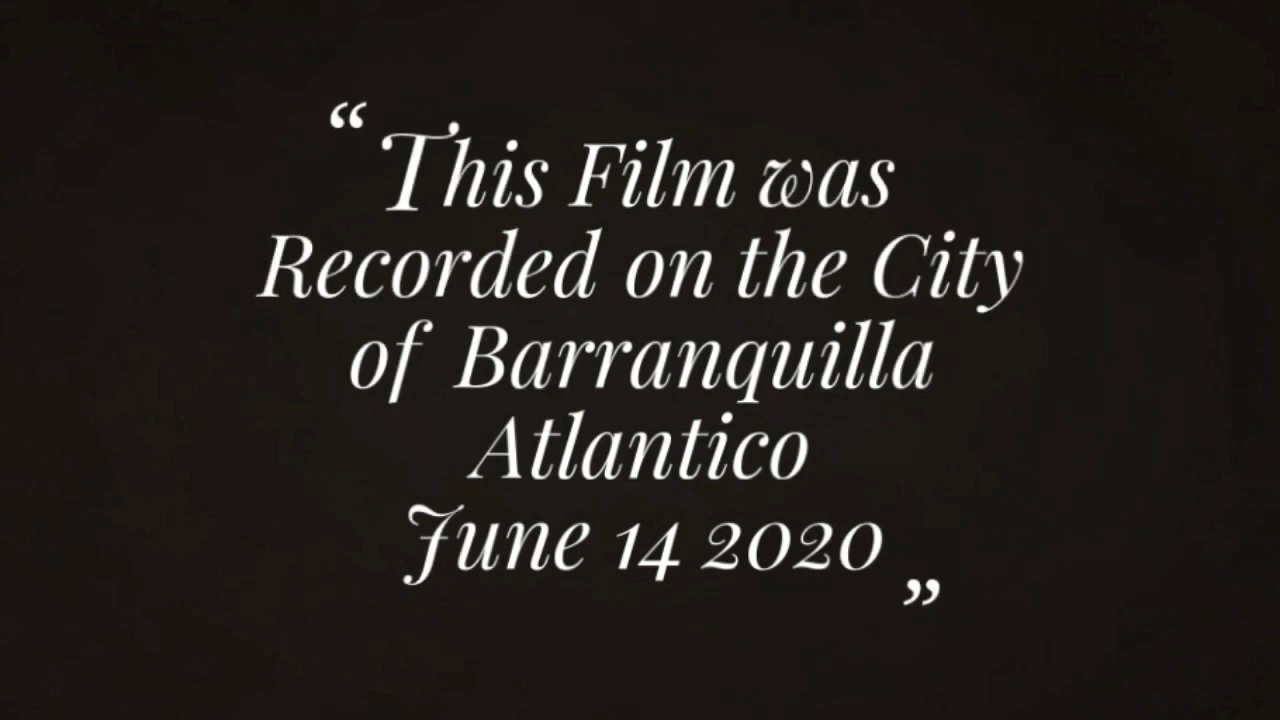 “This Film was
Recorded on the City
of Barranquilla
Atlantico
June 14 2020”